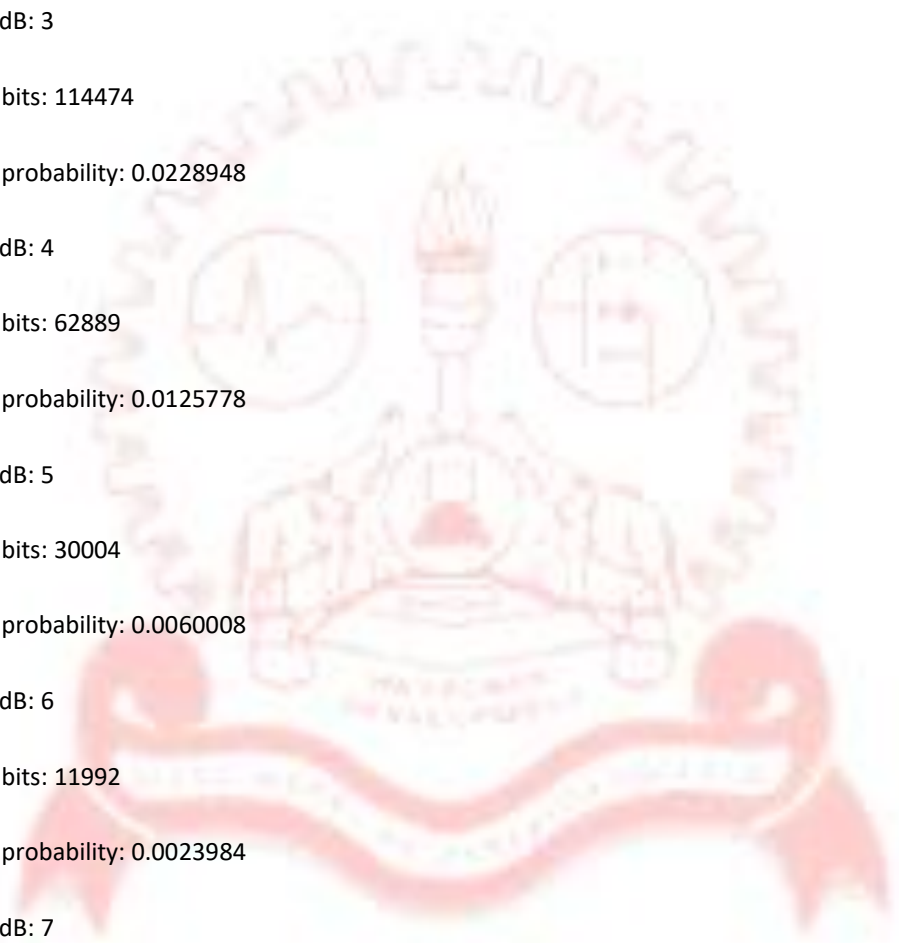 dB: 3
bits: 114474
probability: 0.0228948
dB: 4
bits: 62889
probability: 0.0125778
dB: 5
bits: 30004
probability: 0.0060008
dB: 6
bits: 11992
probability: 0.0023984
dB: 7